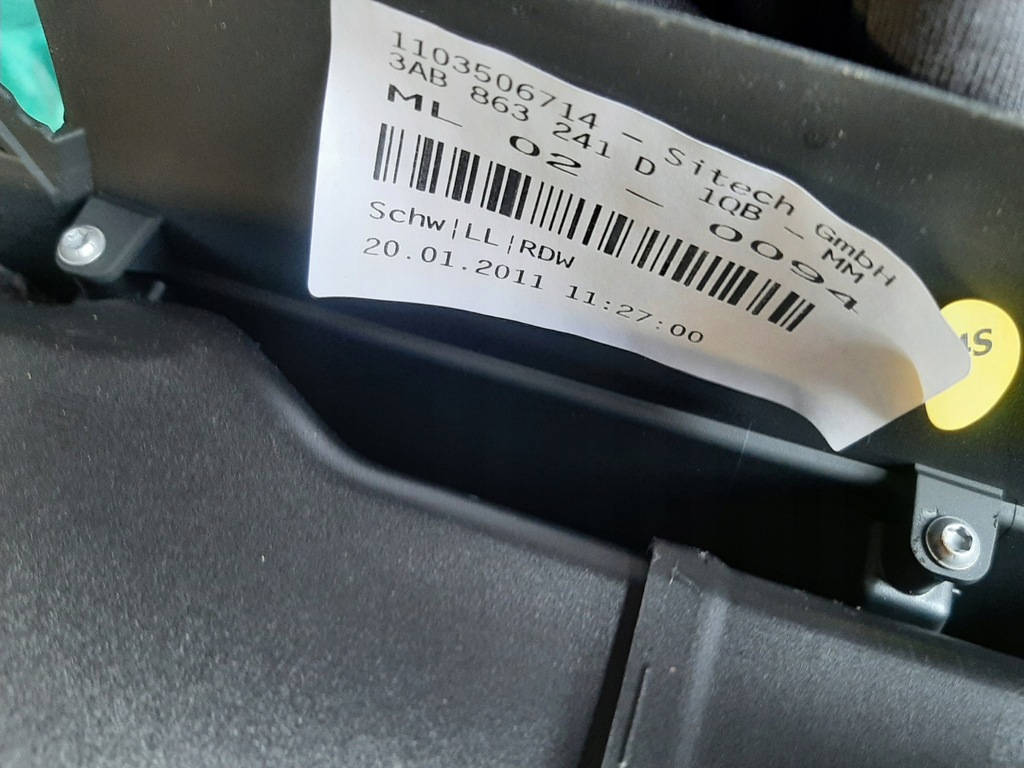 1103506714 - Sitech GmbH
3AB 863 241 D 1QB - MM
ML 02 - 0094
Schw|LL|RDW
20.01.2011 11:27:00